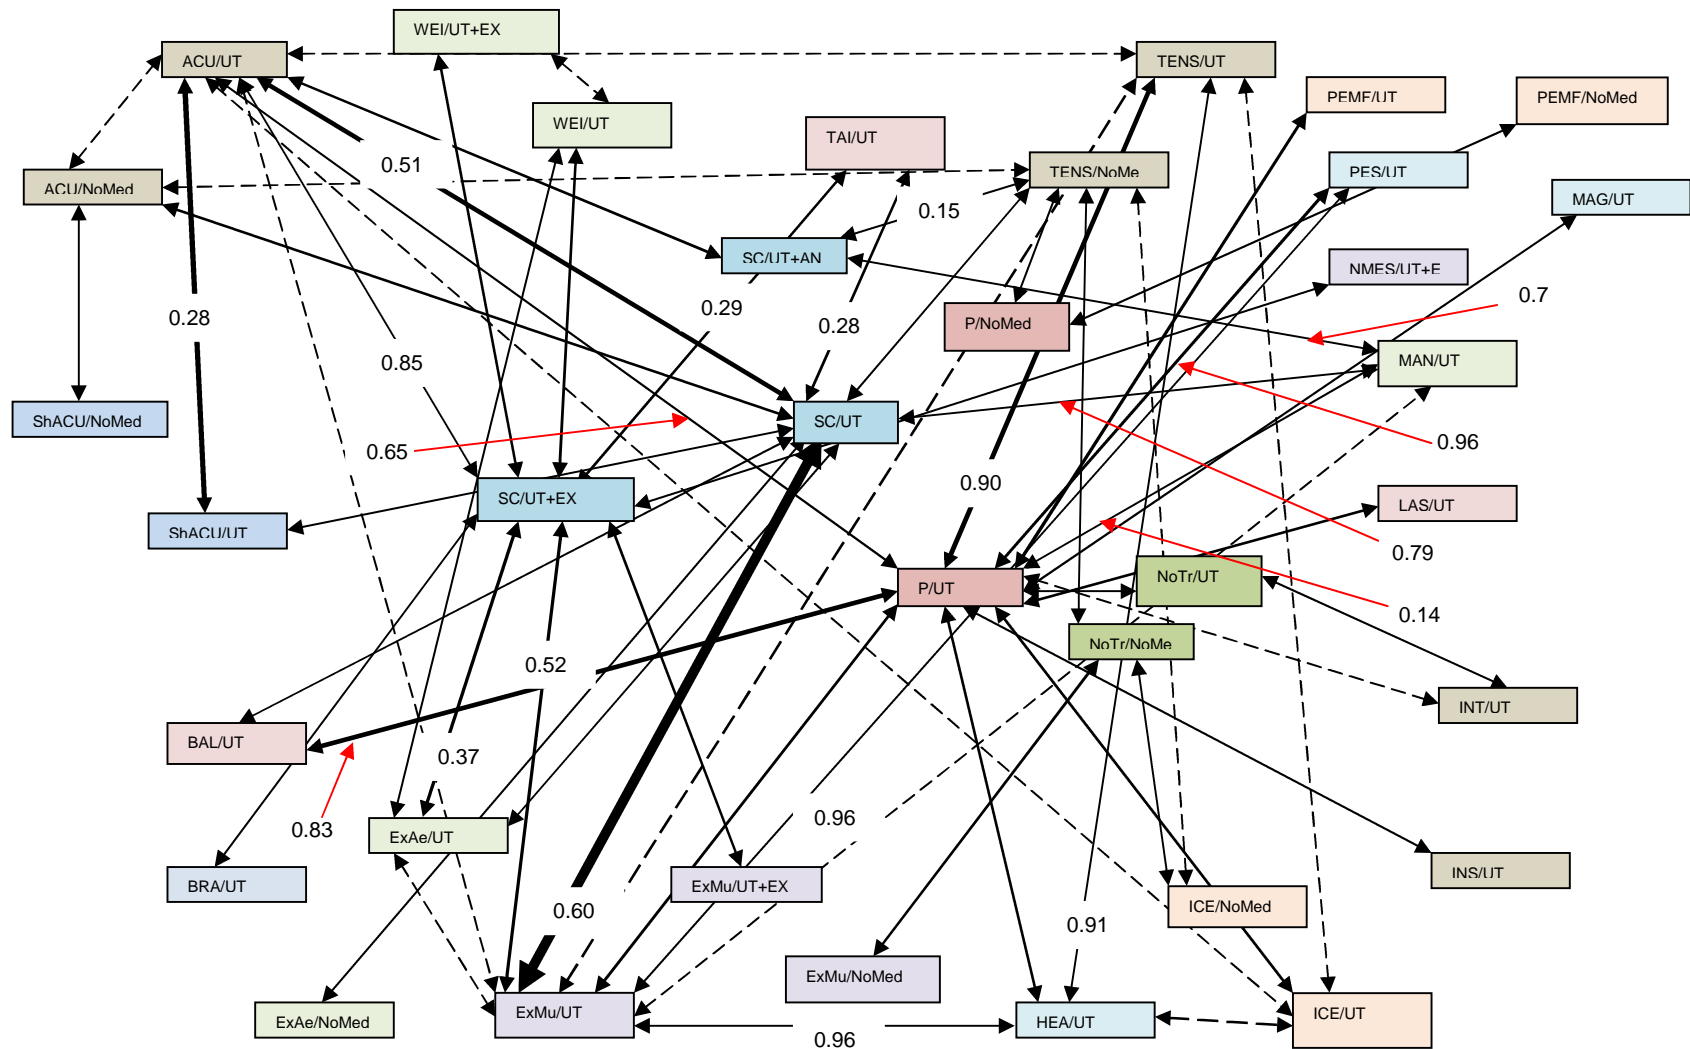 WEI/UT+EX
ACU/UT
TENS/UT
PEMF/UT
PEMF/NoMed
WEI/UT
TAI/UT
0.51
ACU/NoMed
TENS/NoMe
PES/UT
MAG/UT
0.15
SC/UT+AN
NMES/UT+E
0.28
0.29
0.28
P/NoMed
0.7
0.85
MAN/UT
ShACU/NoMed
SC/UT
0.65
0.96
SC/UT+EX
0.90
LAS/UT
ShACU/UT
0.79
P/UT
NoTr/UT
0.14
NoTr/NoMe
0.52
INT/UT
BAL/UT
0.37
0.83
0.96
ExAe/UT
BRA/UT
ExMu/UT+EX
INS/UT
0.60
ICE/NoMed
0.91
ExMu/NoMed
ExAe/NoMed
ExMu/UT
0.96
HEA/UT
ICE/UT